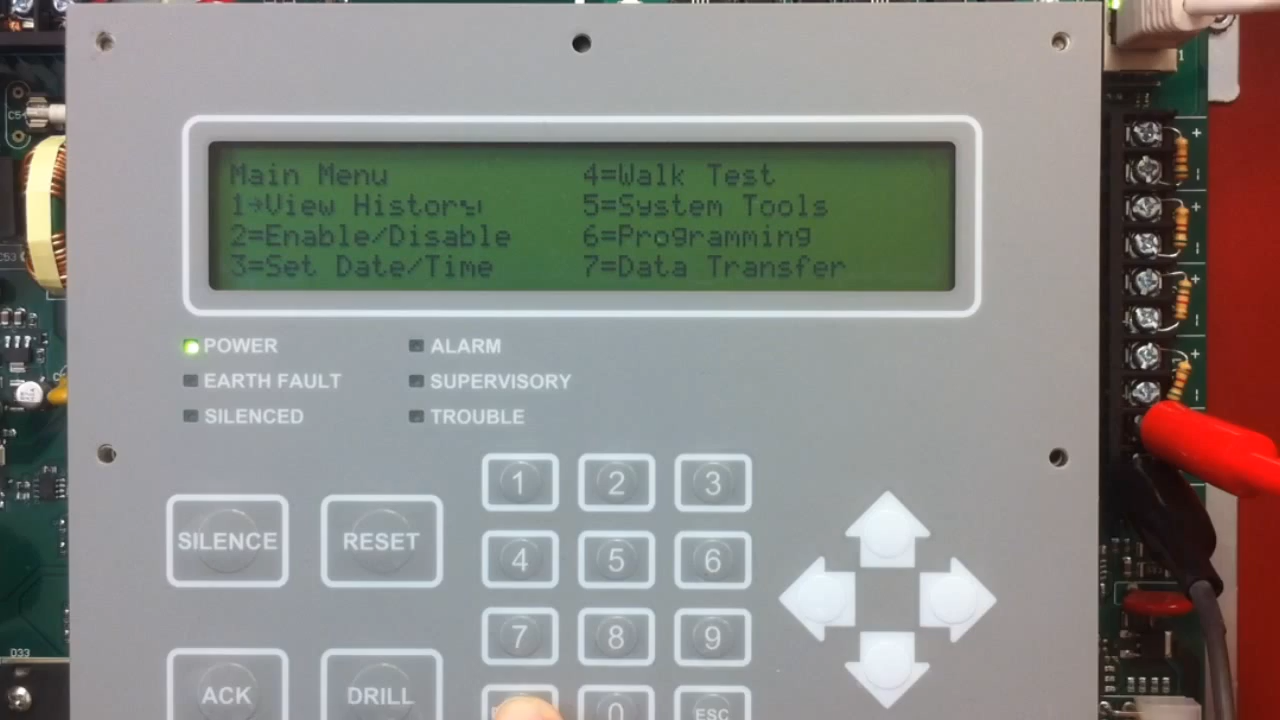 Main Menu 4=Walk Test
1→View History 5=System Tools
2=Enable/Disable 6=Programming
3=Set Date/Time 7=Data Transfer
POWER ALARM
EARTH FAULT SUPERVISORY
SILENCED TROUBLE
1 2 3
SILENCE RESET 4 5 6
7 8 9
ACK DRILL 0 ESC
D33
C53
+
-
+
-
+
-
+
-